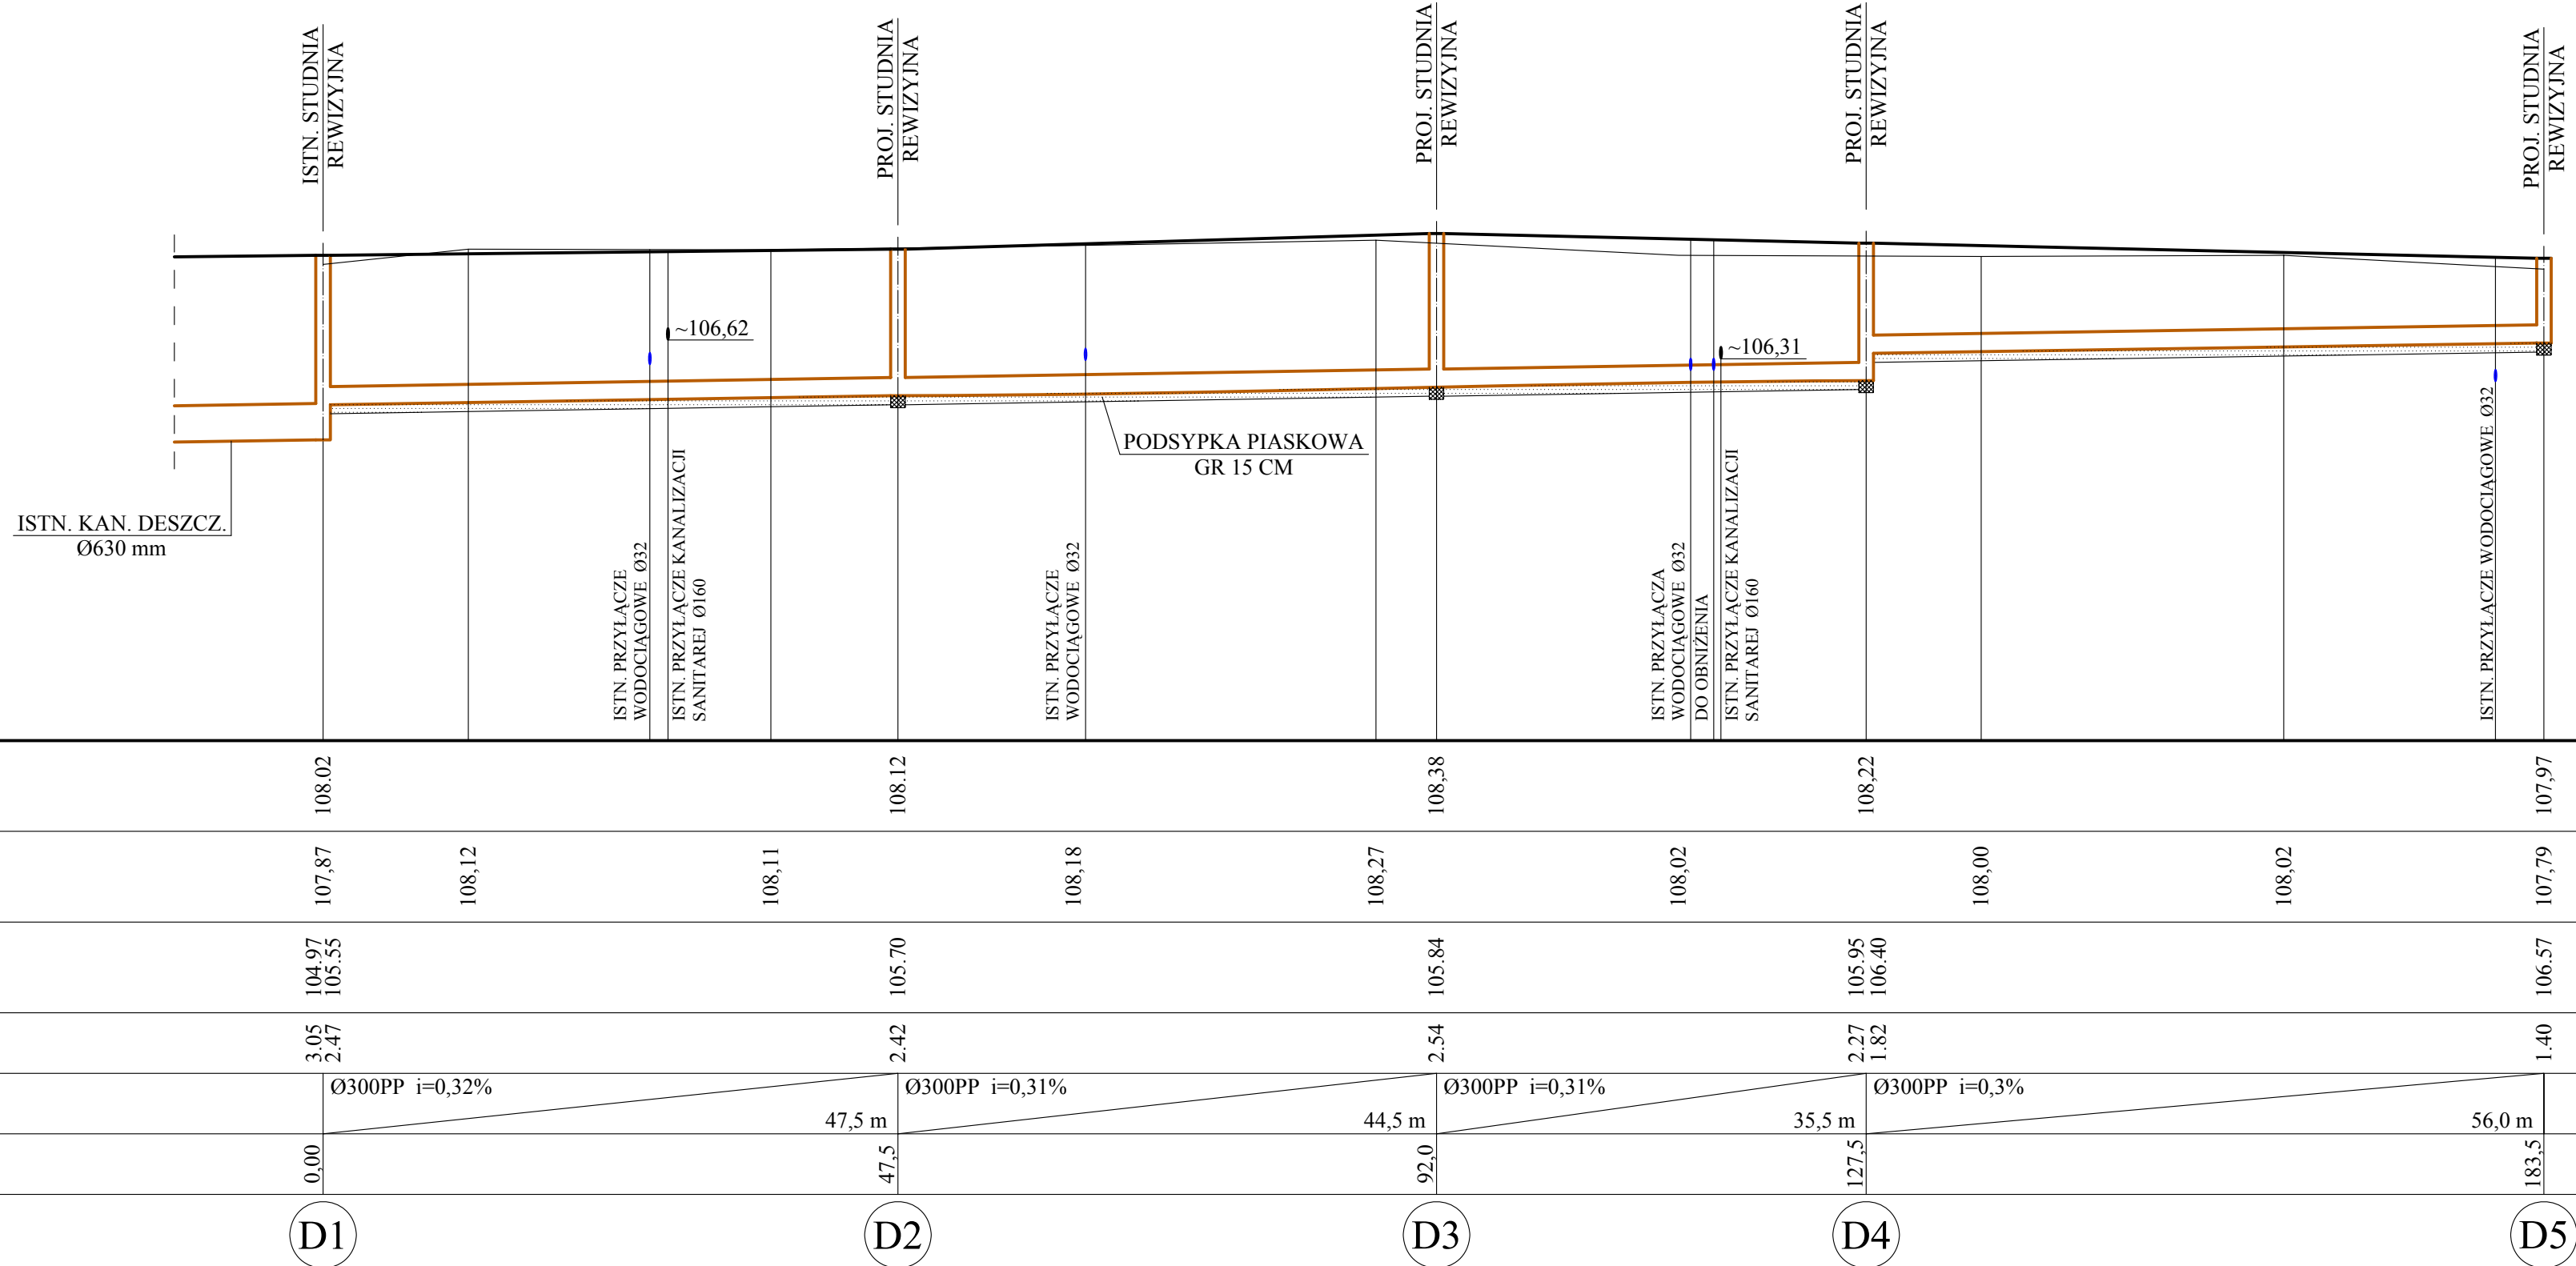 ISTN. STUDNIA
REWIZYJNA
PROJ. STUDNIA
REWIZYJNA
PROJ. STUDNIA
REWIZYJNA
PROJ. STUDNIA
REWIZYJNA
PROJ. STUDNIA
REWIZYJNA
~106,62
~106,31
PODSYPKA PIASKOWA
GR 15 CM
ISTN. KAN. DESZCZ.
Ø630 mm
ISTN. PRZYŁĄCZE
WODOCIĄGOWE Ø32
ISTN. PRZYŁĄCZE KANALIZACJI
SANITAREJ Ø160
ISTN. PRZYŁĄCZE
WODOCIĄGOWE Ø32
ISTN. PRZYŁĄCZA
WODOCIĄGOWE Ø32
DO OBNIŻENIA
ISTN. PRZYŁĄCZE KANALIZACJI
SANITAREJ Ø160
ISTN. PRZYŁĄCZE WODOCIĄGOWE Ø32
108.02
108.12
108,38
108,22
107,97
107,87
108,12
108,11
108,18
108,27
108,02
108,00
108,02
107,79
104.97
105.55
105.70
105.84
105.95
106.40
106.57
3.05
2.47
2.42
2.54
2.27
1.82
1.40
Ø300PP i=0,32%
47,5 m
Ø300PP i=0,31%
44,5 m
Ø300PP i=0,31%
35,5 m
Ø300PP i=0,3%
56,0 m
0,00
47,5
92,0
127,5
183,5
D1
D2
D3
D4
D5